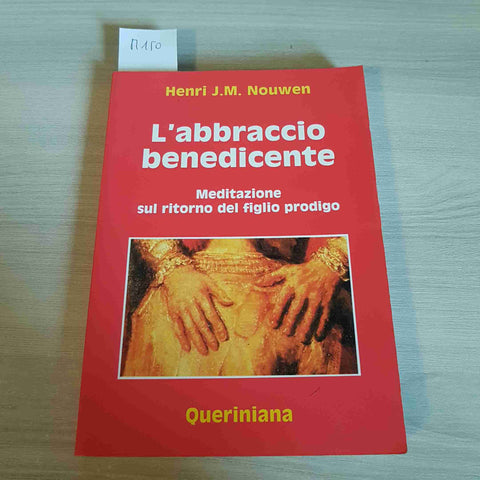 M150
Henri J.M. Nouwen
L'abbraccio
benedicente
Meditazione
sul ritorno del figlio prodigo
Queriniana